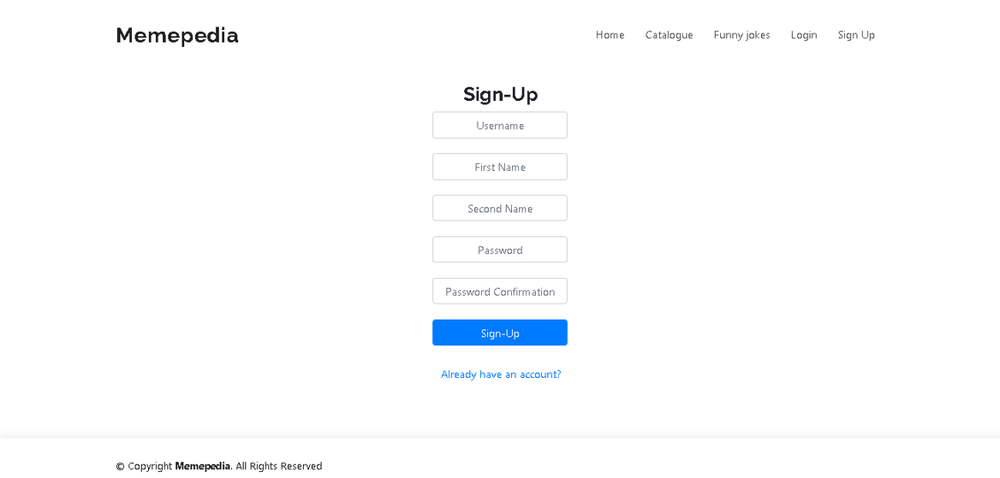 Memepedia
Home Catalogue Funny jokes Login Sign Up
Sign-Up
Username
First Name
Second Name
Password
Password Confirmation
Sign-Up
Already have an account?
© Copyright Memepedia. All Rights Reserved